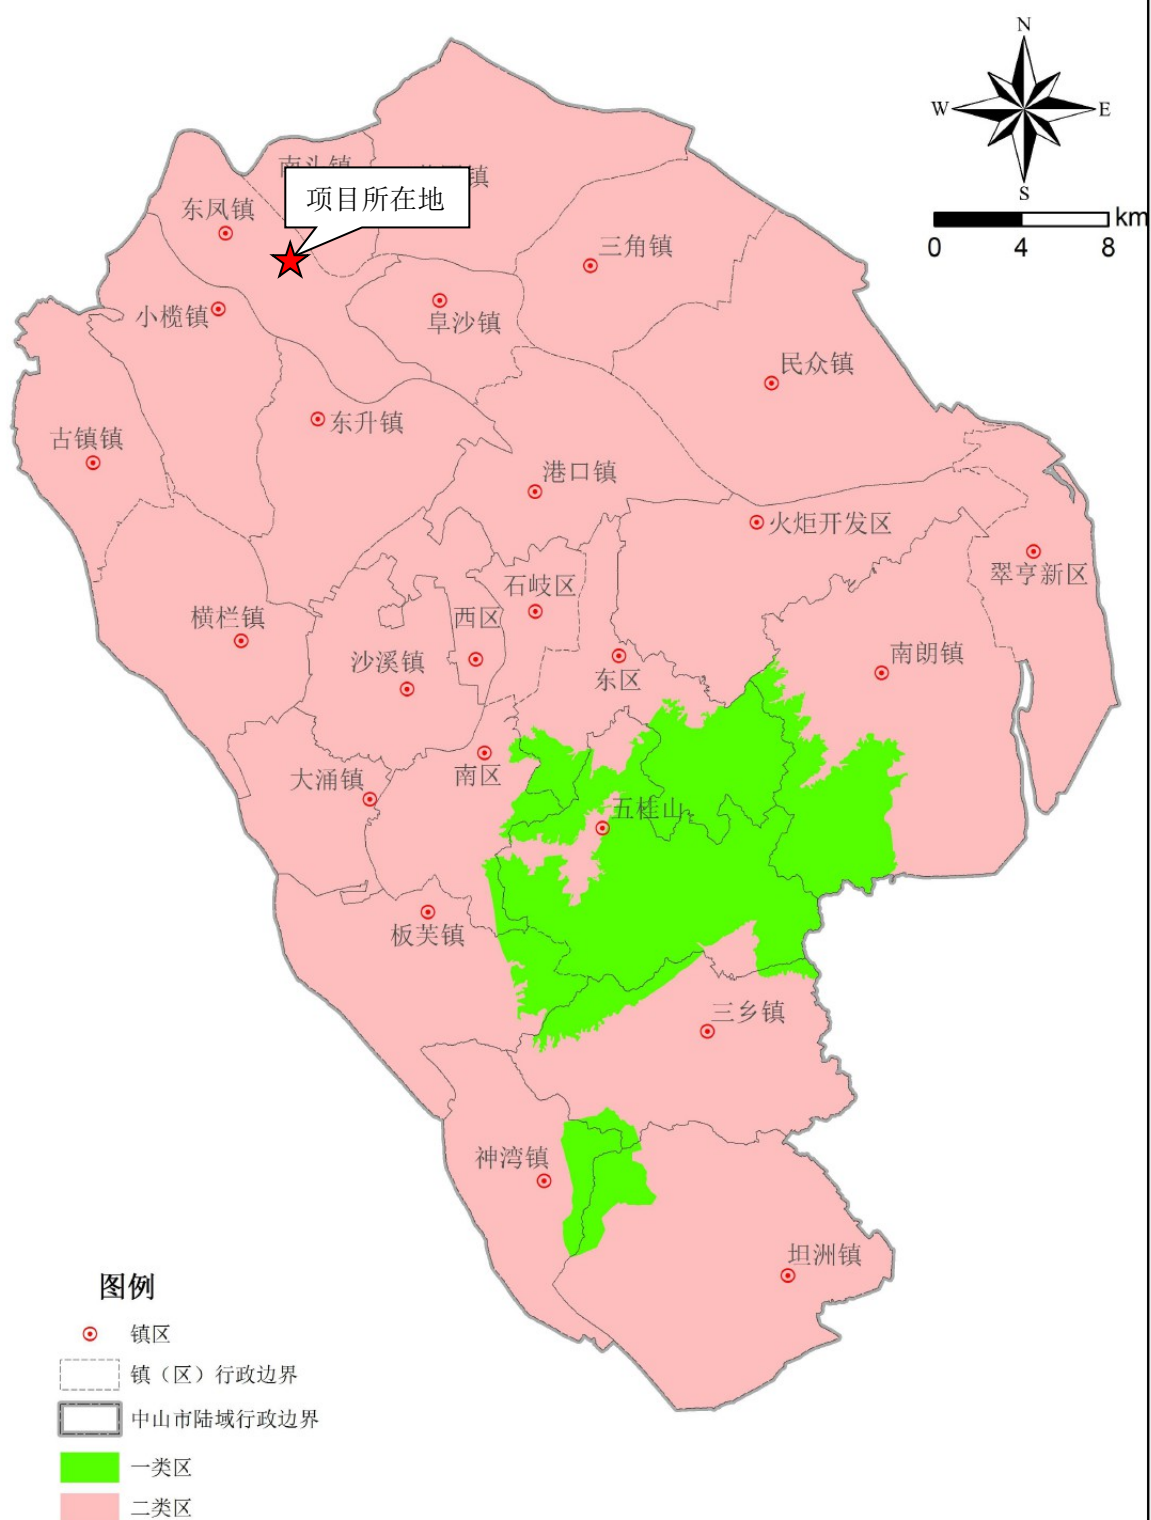 N
W
E
S
km
0
4
8
南头镇
镇
项目所在地
东凤镇
三角镇
小榄镇
阜沙镇
民众镇
东升镇
古镇镇
港口镇
火炬开发区
翠亨新区
石岐区
横栏镇
西区
沙溪镇
东区
南朗镇
南区
大涌镇
五桂山
板芙镇
三乡镇
神湾镇
坦洲镇
图例
镇区
镇（区）行政边界
中山市陆域行政边界
一类区
二类区